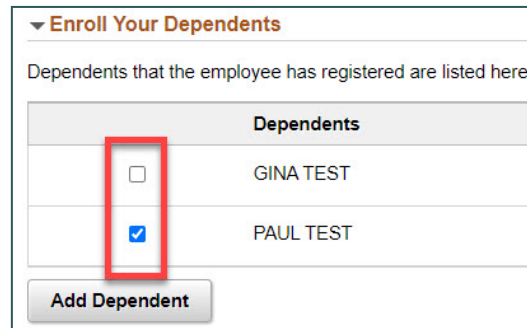 Enroll Your Dependents
Dependents that the employee has registered are listed here
Dependents
GINA TEST
PAUL TEST
Add Dependent